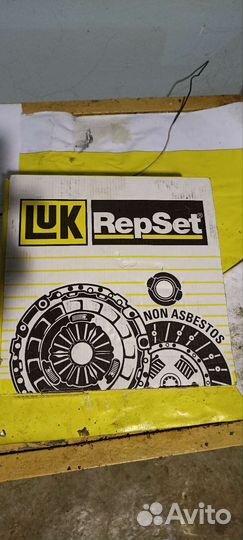 LUK RepSet®
NON ASBESTOS
Avito